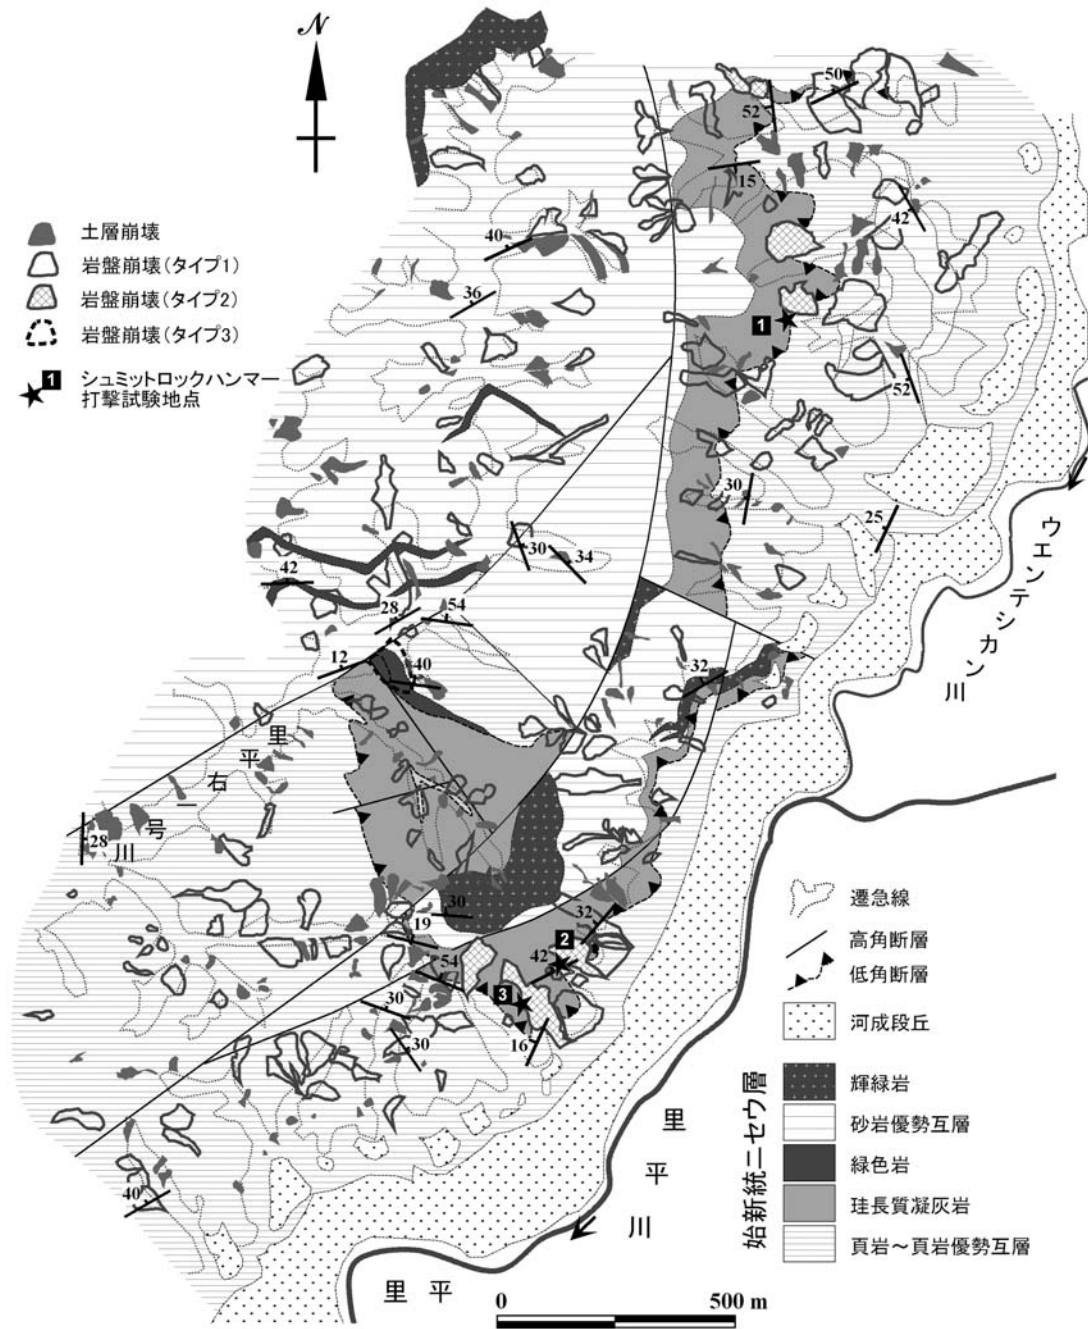 N
土層崩壊
岩盤崩壊(タイプ1)
岩盤崩壊(タイプ2)
岩盤崩壊(タイプ3)
1 シュミットロックハンマー
打撃試験地点
50
52
15
42
40
36
1
52
30
25
30
34
42
28
54
12
40
32
28
30
19
32
2
42
54
3
30
30
16
40
ウエンテシカン川
里平右一号川
里平川
里平
遷急線
高角断層
低角断層
河成段丘
始新統ニセウ層
輝緑岩
砂岩優勢互層
緑色岩
珪長質凝灰岩
頁岩〜頁岩優勢互層
0 500 m